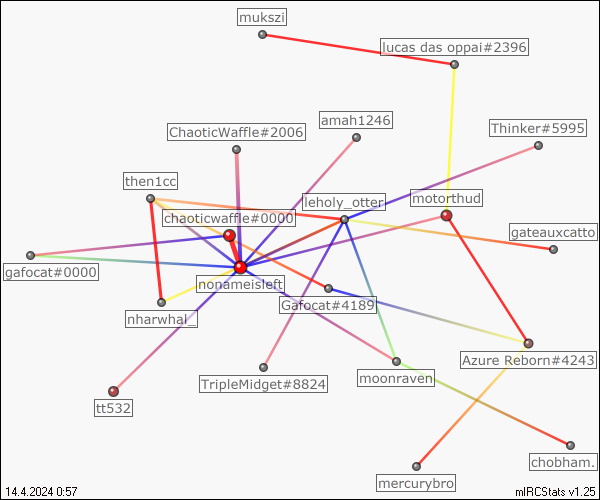 mukszi
lucas das oppai#2396
amah1246
ChaoticWaffle#2006
Thinker#5995
then1cc
leholy_otter
motorthud
chaoticwaffle#0000
gateauxcatto
gafocat#0000
nonameisleft
Gafocat#4189
nharwhal_
Azure Reborn#4243
TripleMidget#8824
moonraven
tt532
chobham.
mercurybro
14.4.2024 0:57
mIRCStats v1.25